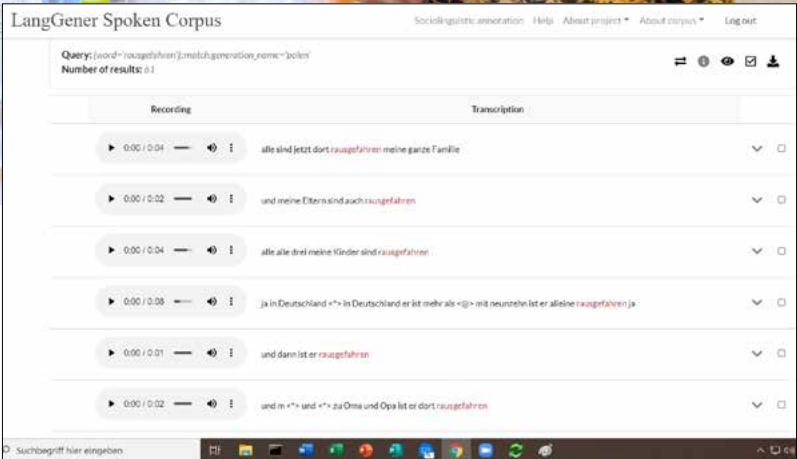 LangGener Spoken Corpus
Sociolinguistic annotation Help About project About corpus Log out
Query: [word='rausgefahren']::match.generation_name='polen'
Number of results: 61
Recording Transcription
0:00 / 0:04 alle sind jetzt dort rausgefahren meine ganze Familie
0:00 / 0:02 und meine Eltern sind auch rausgefahren
0:00 / 0:04 alle alle drei meine Kinder sind rausgefahren
0:00 / 0:08 ja in Deutschland <*> in Deutschland er ist mehr als <@> mit neunzehn ist er alleine rausgefahren ja
0:00 / 0:01 und dann ist er rausgefahren
0:00 / 0:02 und m <*> und <*> zu Oma und Opa ist er dort rausgefahren
Suchbegriff hier eingeben